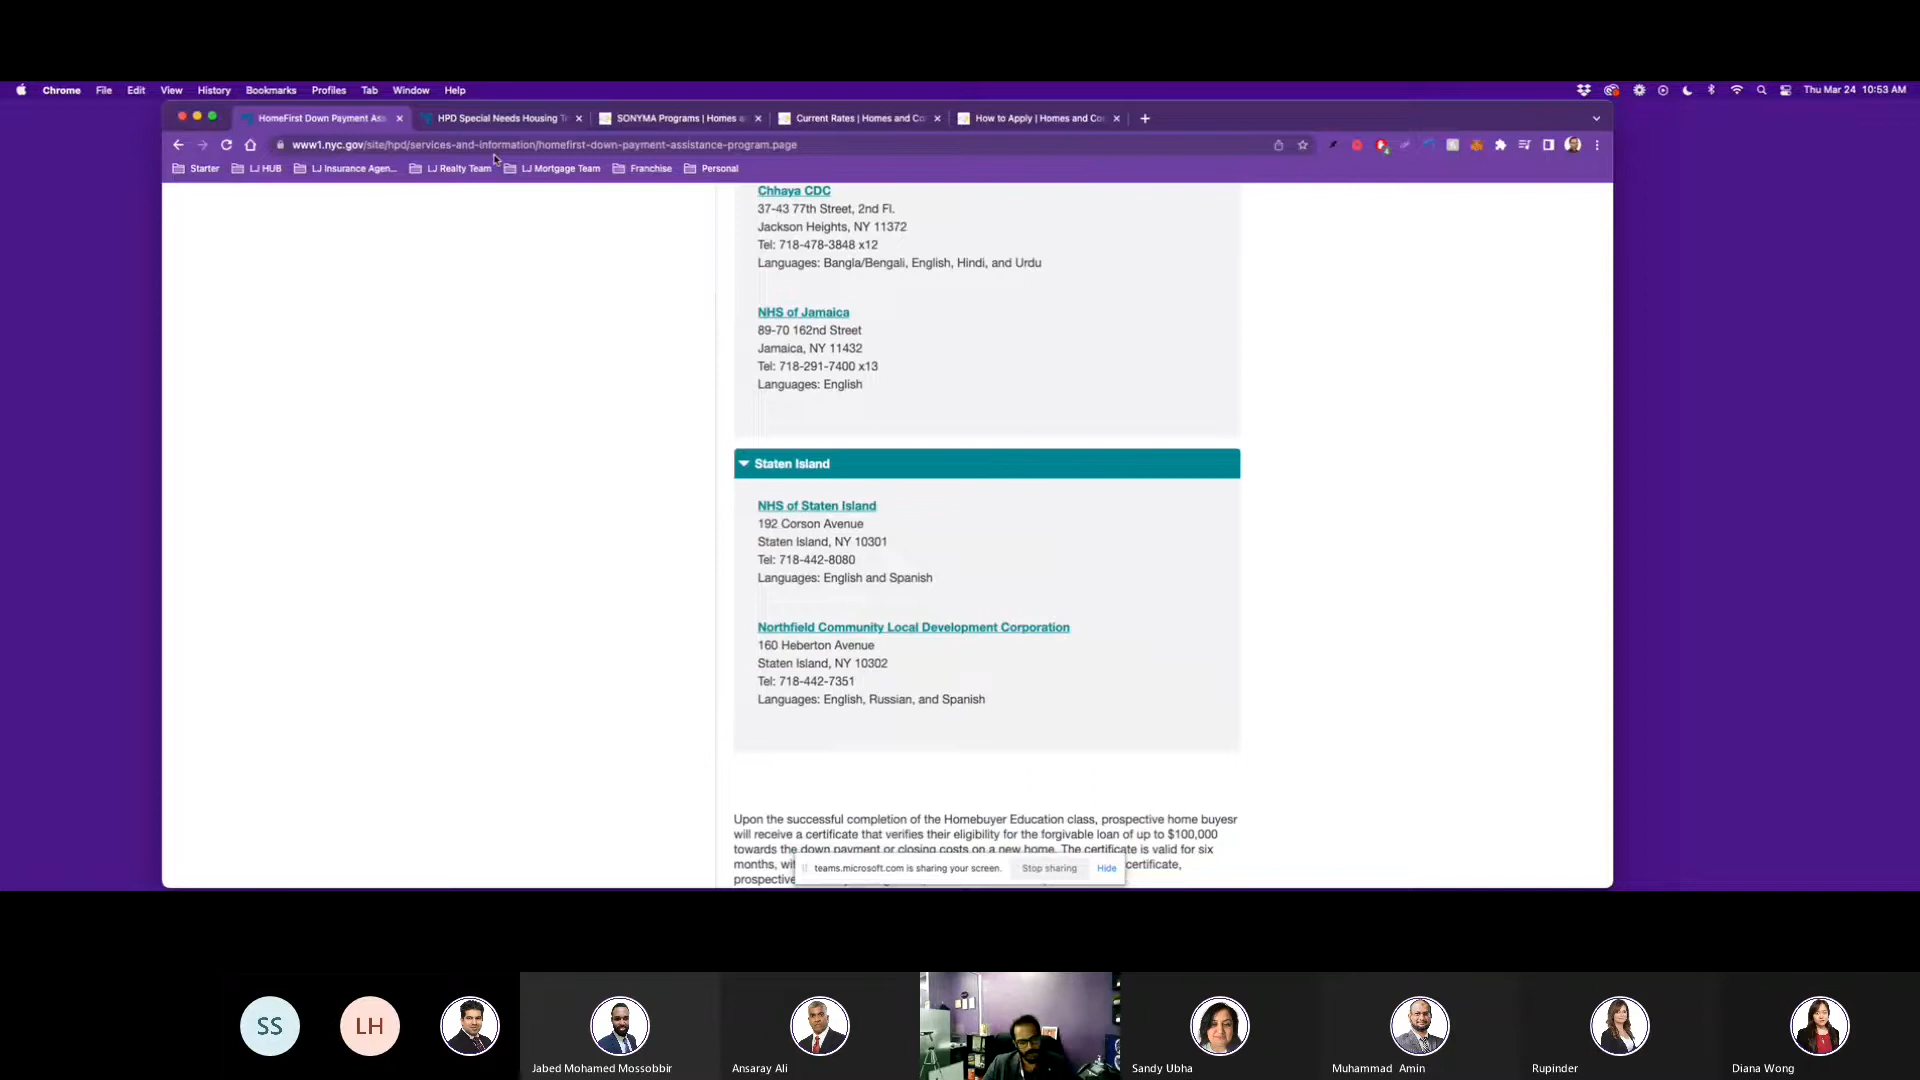 Chrome File Edit View History Bookmarks Profiles Tab Window Help Thu Mar 24 10:53 AM
HomeFirst Down Payment Ass HPD Special Needs Housing Tr SONYMA Programs | Homes a Current Rates | Homes and Co How to Apply | Homes and Co
www1.nyc.gov/site/hpd/services-and-information/homefirst-down-payment-assistance-program.page
Starter LJ HUB LJ Insurance Agen... LJ Realty Team LJ Mortgage Team Franchise Personal
Chhaya CDC
37-43 77th Street, 2nd Fl.
Jackson Heights, NY 11372
Tel: 718-478-3848 x12
Languages: Bangla/Bengali, English, Hindi, and Urdu
NHS of Jamaica
89-70 162nd Street
Jamaica, NY 11432
Tel: 718-291-7400 x13
Languages: English
Staten Island
NHS of Staten Island
192 Corson Avenue
Staten Island, NY 10301
Tel: 718-442-8080
Languages: English and Spanish
Northfield Community Local Development Corporation
160 Heberton Avenue
Staten Island, NY 10302
Tel: 718-442-7351
Languages: English, Russian, and Spanish
Upon the successful completion of the Homebuyer Education class, prospective home buyesr
will receive a certificate that verifies their eligibility for the forgivable loan of up to $100,000
towards the down payment or closing costs on a new home. The certificate is valid for six
months, certificate,
prospective
teams.microsoft.com is sharing your screen. Stop sharing Hide
SS LH
Jabed Mohamed Mossobbir Ansaray Ali Sandy Ubha Muhammad Amin Rupinder Diana Wong